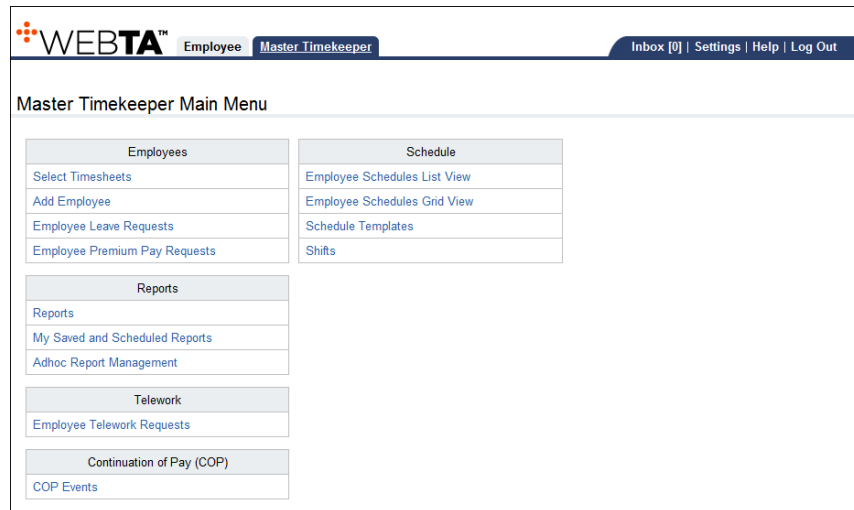 WEBTA™ Employee Master Timekeeper Inbox [0] | Settings | Help | Log Out
Master Timekeeper Main Menu
Employees
Select Timesheets
Add Employee
Employee Leave Requests
Employee Premium Pay Requests
Schedule
Employee Schedules List View
Employee Schedules Grid View
Schedule Templates
Shifts
Reports
Reports
My Saved and Scheduled Reports
Adhoc Report Management
Telework
Employee Telework Requests
Continuation of Pay (COP)
COP Events